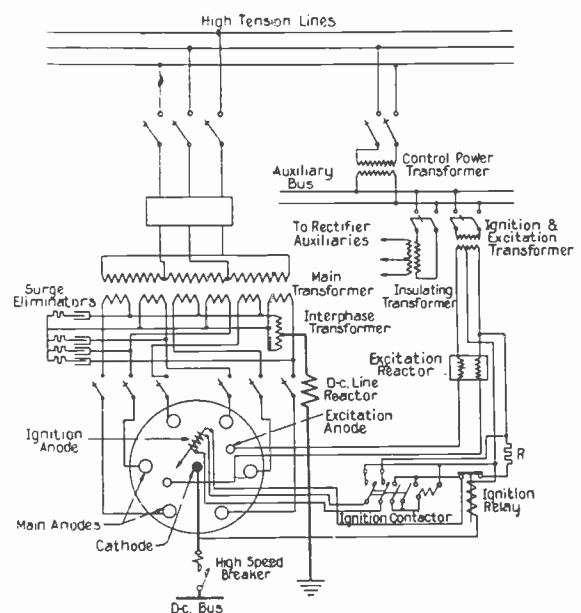 High Tension Lines
Control Power
Transformer
Auxiliary
Bus
To Rectifier
Auxiliaries
Ignition &
Excitation
Transformer
Main
Transformer
Insulating
Transformer
Surge
Eliminators
Interphase
Transformer
Excitation
Reactor
D-c. Line
Reactor
Excitation
Anode
Ignition
Anode
R
Ignition
Relay
Ignition Contactor
Main Anodes
Cathode
High Speed
Breaker
D-c. Bus